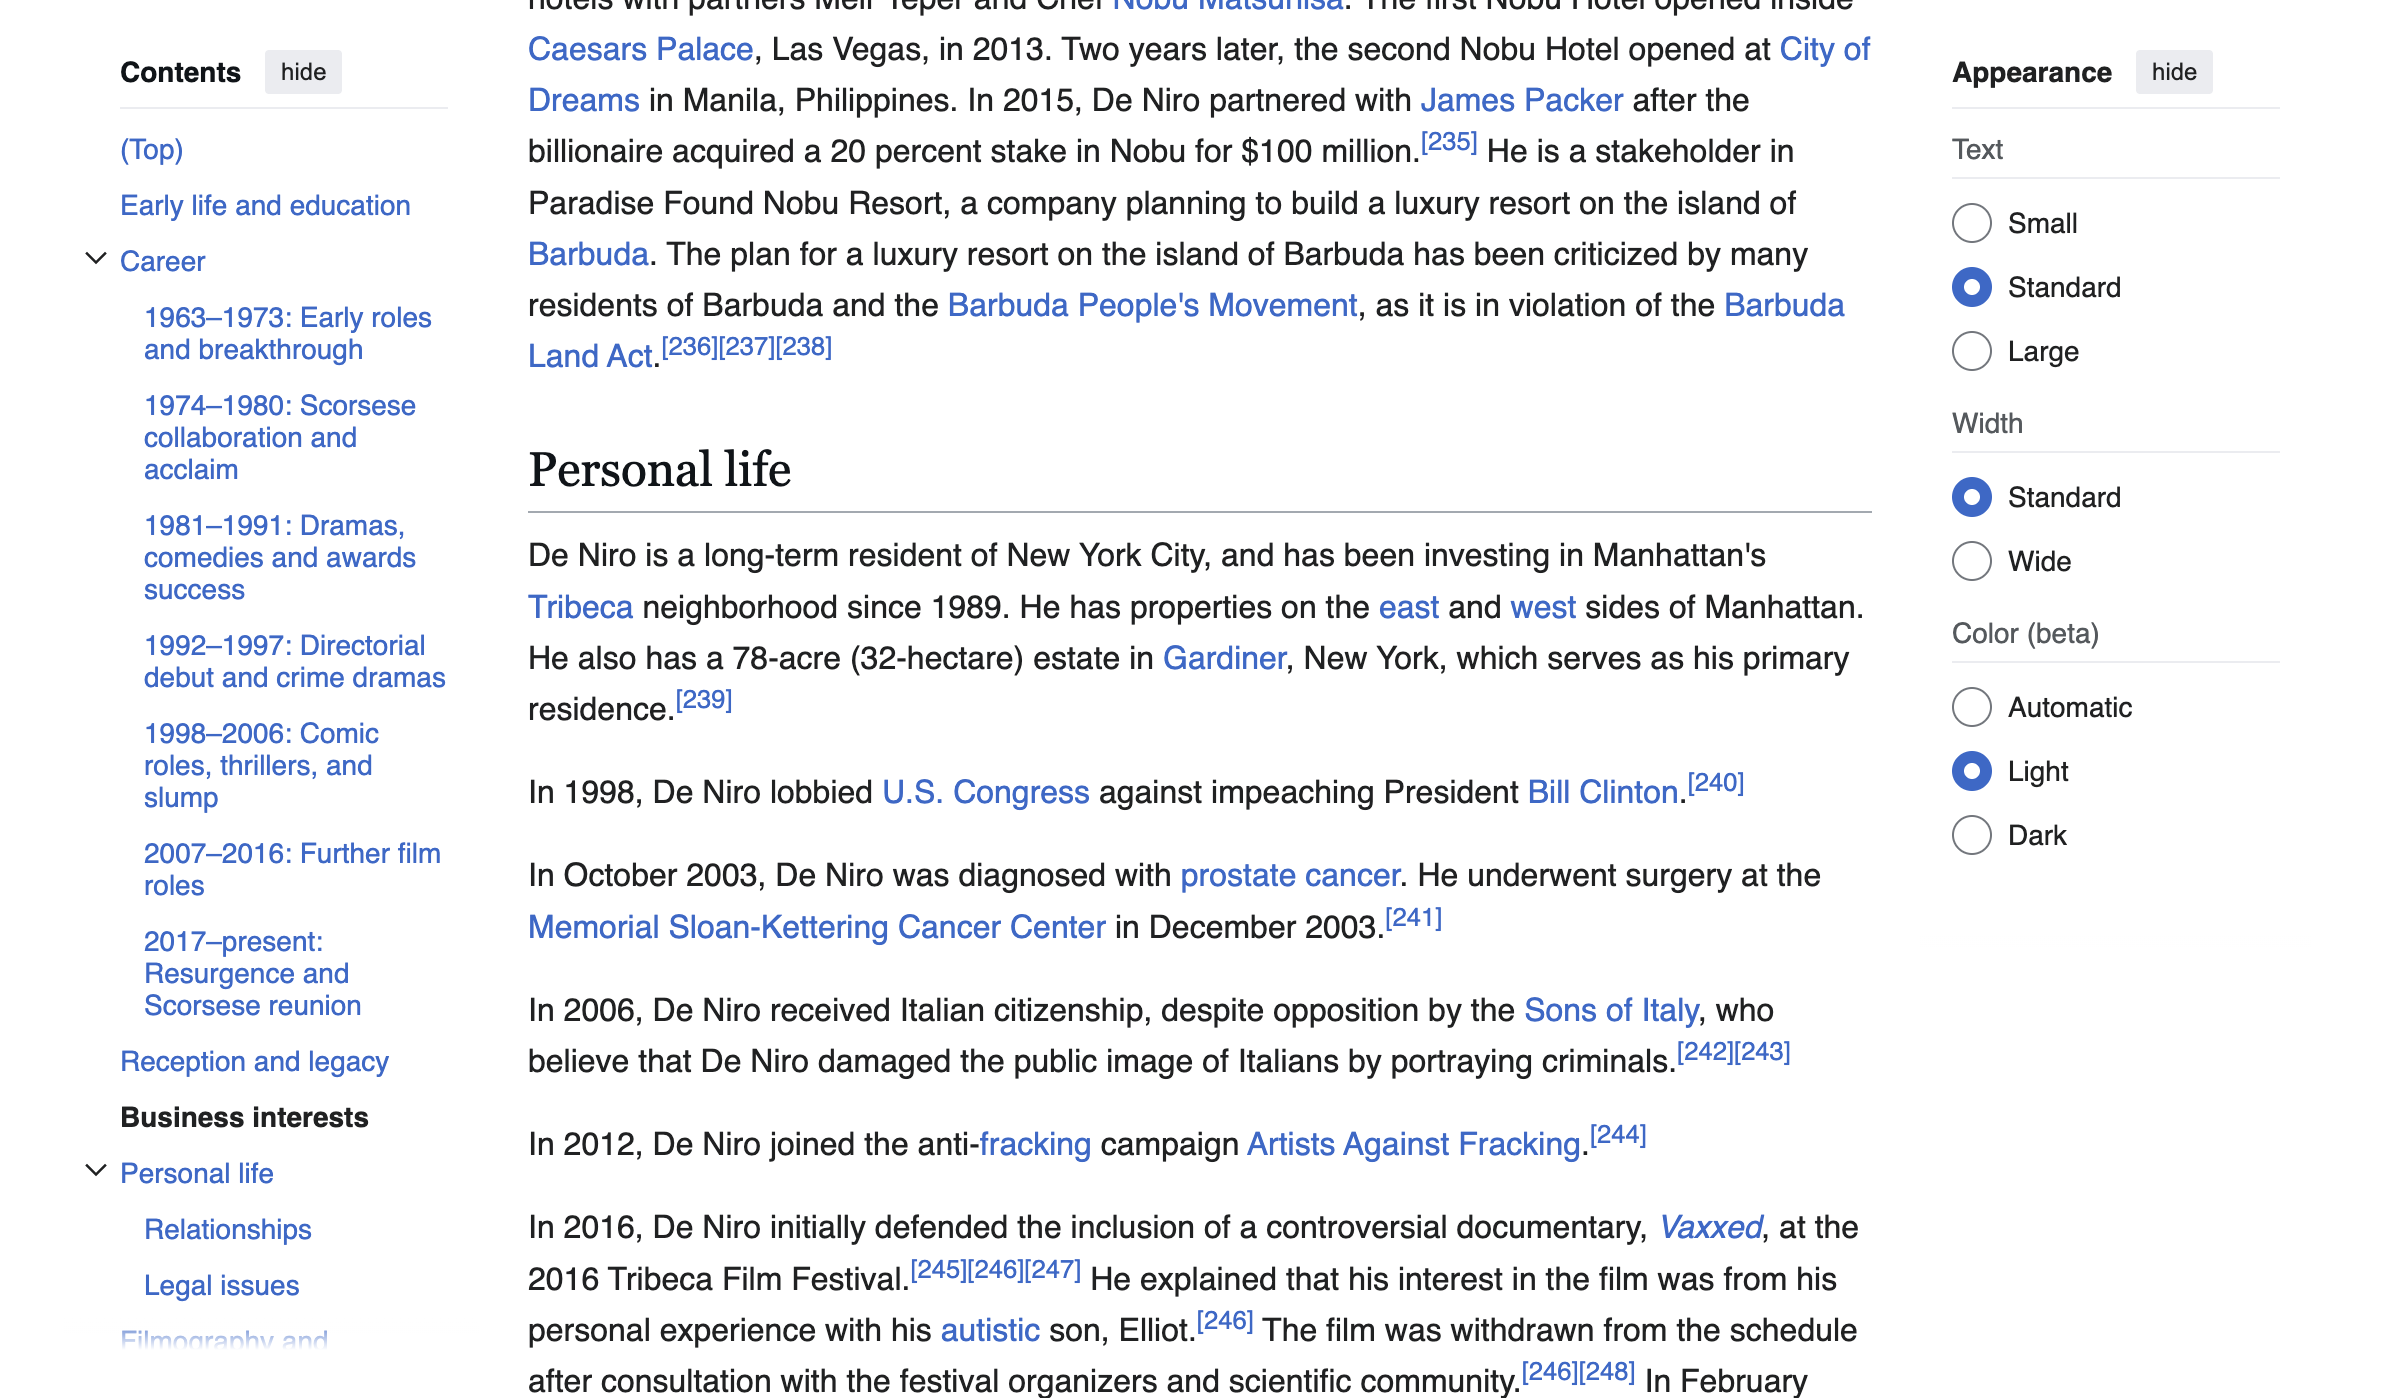 Contents hide
(Top)
Early life and education
Career
1963–1973: Early roles
and breakthrough
1974–1980: Scorsese
collaboration and
acclaim
1981–1991: Dramas,
comedies and awards
success
1992–1997: Directorial
debut and crime dramas
1998–2006: Comic
roles, thrillers, and
slump
2007–2016: Further film
roles
2017–present:
Resurgence and
Scorsese reunion
Reception and legacy
Business interests
Personal life
Relationships
Legal issues
Filmography and
hotels with partners Meir Teper and Chef Nobu Matsuhisa. The first Nobu Hotel opened inside
Caesars Palace, Las Vegas, in 2013. Two years later, the second Nobu Hotel opened at City of
Dreams in Manila, Philippines. In 2015, De Niro partnered with James Packer after the
billionaire acquired a 20 percent stake in Nobu for $100 million.[235] He is a stakeholder in
Paradise Found Nobu Resort, a company planning to build a luxury resort on the island of
Barbuda. The plan for a luxury resort on the island of Barbuda has been criticized by many
residents of Barbuda and the Barbuda People's Movement, as it is in violation of the Barbuda
Land Act.[236][237][238]
Personal life
De Niro is a long-term resident of New York City, and has been investing in Manhattan's
Tribeca neighborhood since 1989. He has properties on the east and west sides of Manhattan.
He also has a 78-acre (32-hectare) estate in Gardiner, New York, which serves as his primary
residence.[239]
In 1998, De Niro lobbied U.S. Congress against impeaching President Bill Clinton.[240]
In October 2003, De Niro was diagnosed with prostate cancer. He underwent surgery at the
Memorial Sloan-Kettering Cancer Center in December 2003.[241]
In 2006, De Niro received Italian citizenship, despite opposition by the Sons of Italy, who
believe that De Niro damaged the public image of Italians by portraying criminals.[242][243]
In 2012, De Niro joined the anti-fracking campaign Artists Against Fracking.[244]
In 2016, De Niro initially defended the inclusion of a controversial documentary, Vaxxed, at the
2016 Tribeca Film Festival.[245][246][247] He explained that his interest in the film was from his
personal experience with his autistic son, Elliot.[246] The film was withdrawn from the schedule
after consultation with the festival organizers and scientific community.[246][248] In February
Appearance hide
Text
Small
Standard
Large
Width
Standard
Wide
Color (beta)
Automatic
Light
Dark